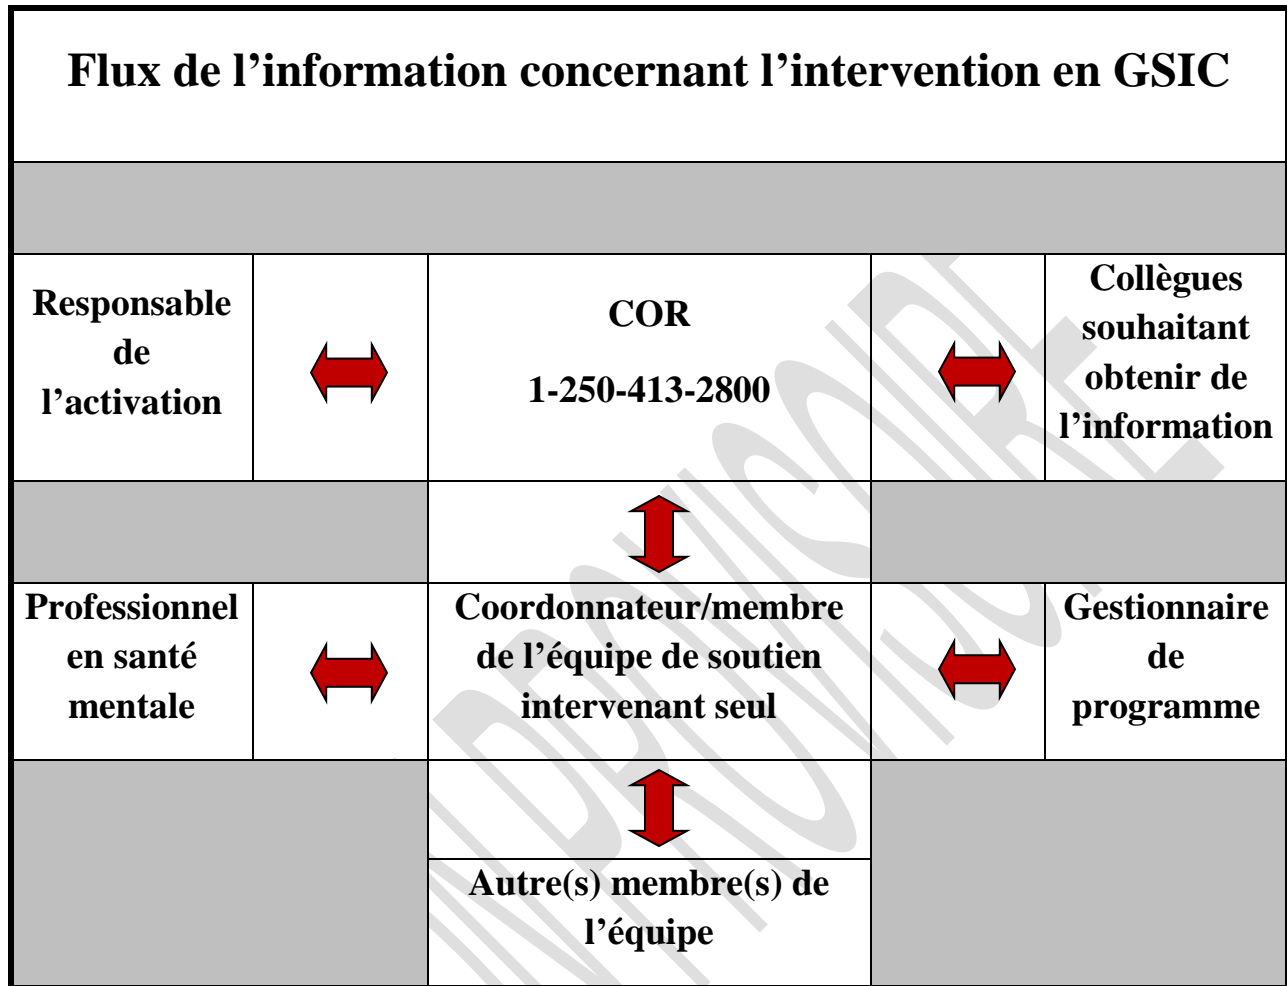 Flux de l’information concernant l’intervention en GSIC
Responsable
de
l’activation
COR
1-250-413-2800
Collègues
souhaitant
obtenir de
l’information
Professionnel
en santé
mentale
Coordonnateur/membre
de l’équipe de soutien
intervenant seul
Gestionnaire
de
programme
Autre(s) membre(s) de
l’équipe